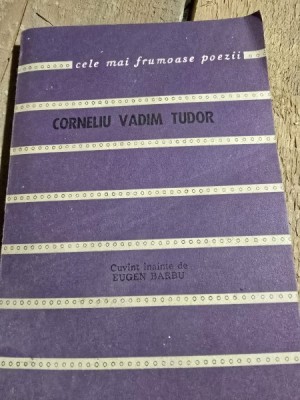 cele mai frumoase poezii
CORNELIU VADIM TUDOR
Cuvînt înainte de
EUGEN BARBU